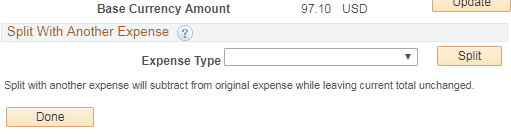 Base Currency Amount 97.10 USD Update
Split With Another Expense ?
Expense Type Split
Split with another expense will subtract from original expense while leaving current total unchanged.
Done